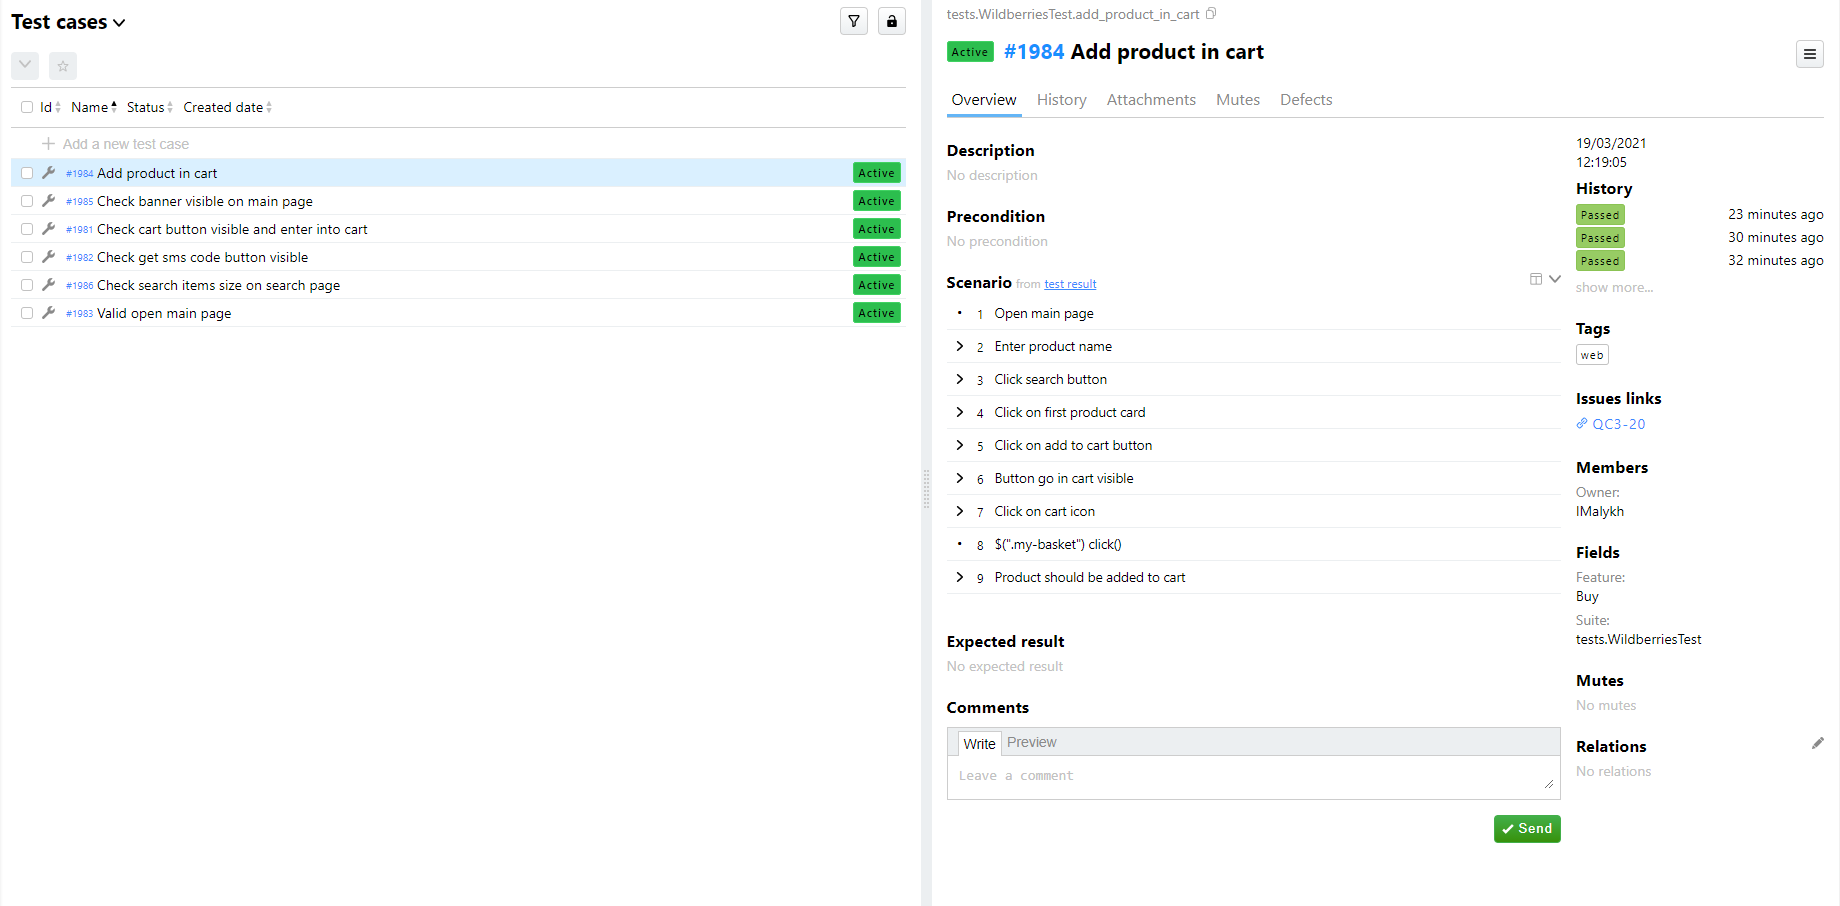 Test cases
Id Name Status Created date
Add a new test case
#1984 Add product in cart Active
#1985 Check banner visible on main page Active
#1981 Check cart button visible and enter into cart Active
#1982 Check get sms code button visible Active
#1986 Check search items size on search page Active
#1983 Valid open main page Active
tests.WildberriesTest.add_product_in_cart
Active #1984 Add product in cart
Overview History Attachments Mutes Defects
Description
No description
Precondition
No precondition
Scenario from test result
1 Open main page
2 Enter product name
3 Click search button
4 Click on first product card
5 Click on add to cart button
6 Button go in cart visible
7 Click on cart icon
8 $(".my-basket") click()
9 Product should be added to cart
Expected result
No expected result
Comments
Write Preview
Leave a comment
Send
19/03/2021
12:19:05
History
Passed 23 minutes ago
Passed 30 minutes ago
Passed 32 minutes ago
show more...
Tags
web
Issues links
QC3-20
Members
Owner:
IMalykh
Fields
Feature:
Buy
Suite:
tests.WildberriesTest
Mutes
No mutes
Relations
No relations